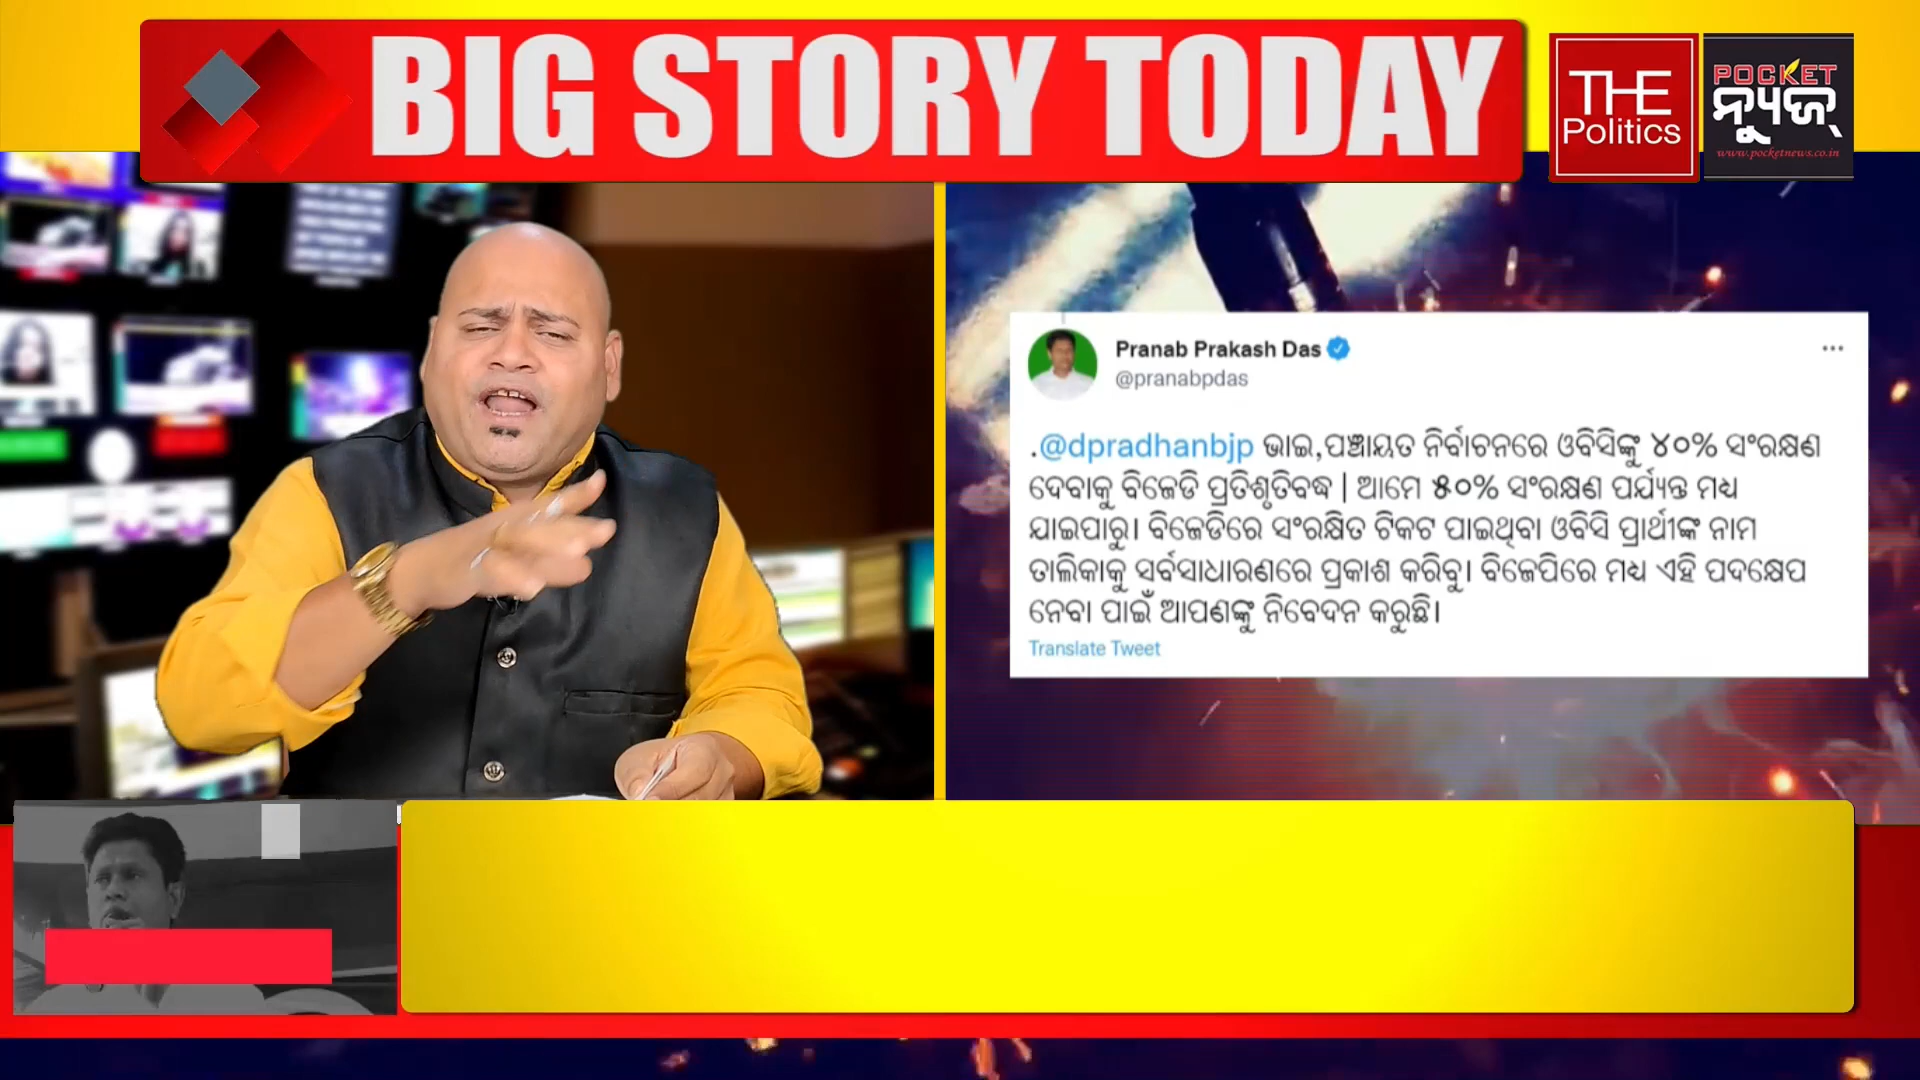 BIG STORY TODAY
THE
Politics
POCKET
ନ୍ୟୁଜ୍
www.pocketnews.co.in
Pranab Prakash Das
@pranabpdas
.@dpradhanbjp ଭାଇ,ପଞ୍ଚାୟତ ନିର୍ବାଚନରେ ଓବିସିଙ୍କୁ ୪୦% ସଂରକ୍ଷଣ
ଦେବାକୁ ବିଜେଡି ପ୍ରତିଶୃତିବଦ୍ଧ | ଆମେ ୫୦% ସଂରକ୍ଷଣ ପର୍ଯ୍ୟନ୍ତ ମଧ୍ୟ
ଯାଇପାରୁ। ବିଜେଡିରେ ସଂରକ୍ଷିତ ଟିକଟ ପାଇଥିବା ଓବିସି ପ୍ରାର୍ଥୀଙ୍କ ନାମ
ତାଲିକାକୁ ସର୍ବସାଧାରଣରେ ପ୍ରକାଶ କରିବୁ। ବିଜେପିରେ ମଧ୍ୟ ଏହି ପଦକ୍ଷେପ
ନେବା ପାଇଁ ଆପଣଙ୍କୁ ନିବେଦନ କରୁଛି।
Translate Tweet